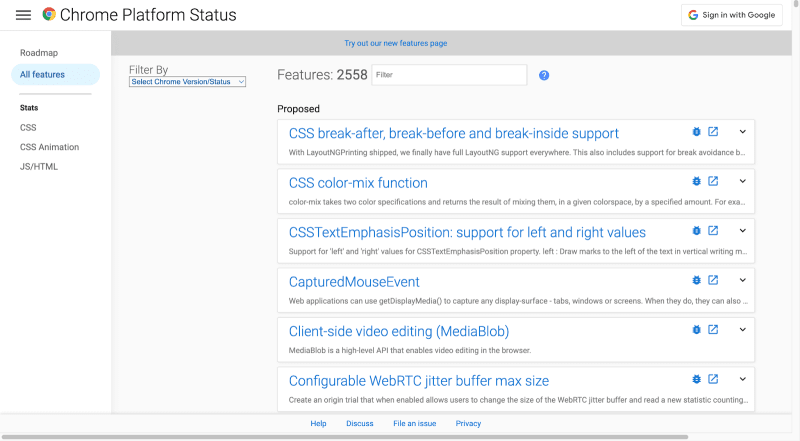 Chrome Platform Status
Sign in with Google
Roadmap
All features
Stats
CSS
CSS Animation
JS/HTML
Try out our new features page
Filter By
Select Chrome Version/Status
Features: 2558
Filter
?
Proposed
CSS break-after, break-before and break-inside support
With LayoutNGPrinting shipped, we finally have full LayoutNG support everywhere. This also includes support for break avoidance b...
CSS color-mix function
color-mix takes two color specifications and returns the result of mixing them, in a given colorspace, by a specified amount. For exa...
CSSTextEmphasisPosition: support for left and right values
Support for 'left' and 'right' values for CSSTextEmphasisPosition property. left : Draw marks to the left of the text in vertical writing m...
CapturedMouseEvent
Web applications can use getDisplayMedia() to capture any display-surface - tabs, windows or screens. When they do, they can also ...
Client-side video editing (MediaBlob)
MediaBlob is a high-level API that enables video editing in the browser.
Configurable WebRTC jitter buffer max size
Create an origin trial that when enabled allows users to change the size of the WebRTC jitter buffer and read a new statistic counting...
Help
Discuss
File an issue
Privacy